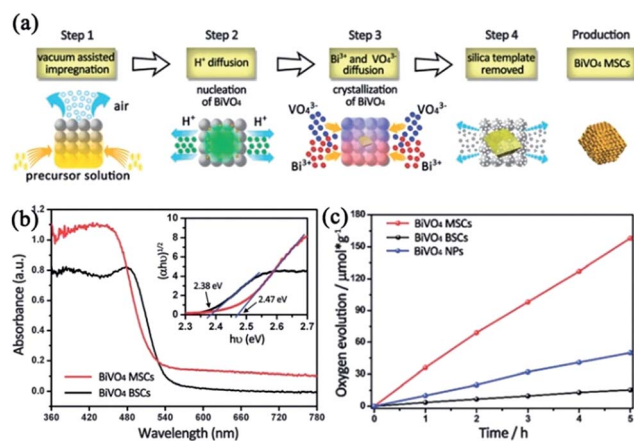 (a)
Step 1
Step 2
Step 3
Step 4
Production
vacuum assisted
impregnation
H⁺ diffusion
Bi³⁺ and VO₄³⁻
diffusion
silica template
removed
BiVO₄ MSCs
air
precursor solution
nucleation
of BiVO₄
H⁺
H⁺
crystallization
of BiVO₄
VO₄³⁻
VO₄³⁻
Bi³⁺
Bi³⁺
(b)
Absorbance (a.u.)
1.2
1.0
0.8
0.6
0.4
0.2
0.0
360 420 480 540 600 660 720 780
Wavelength (nm)
BiVO₄ MSCs
BiVO₄ BSCs
(αhυ)^1/2
8
6
4
2
0
2.3 2.4 2.5 2.6 2.7
hυ (eV)
2.38 eV
2.47 eV
(c)
Oxygen evolution / μmol*g⁻¹
180
150
120
90
60
30
0
0 1 2 3 4 5
Time / h
BiVO₄ MSCs
BiVO₄ BSCs
BiVO₄ NPs